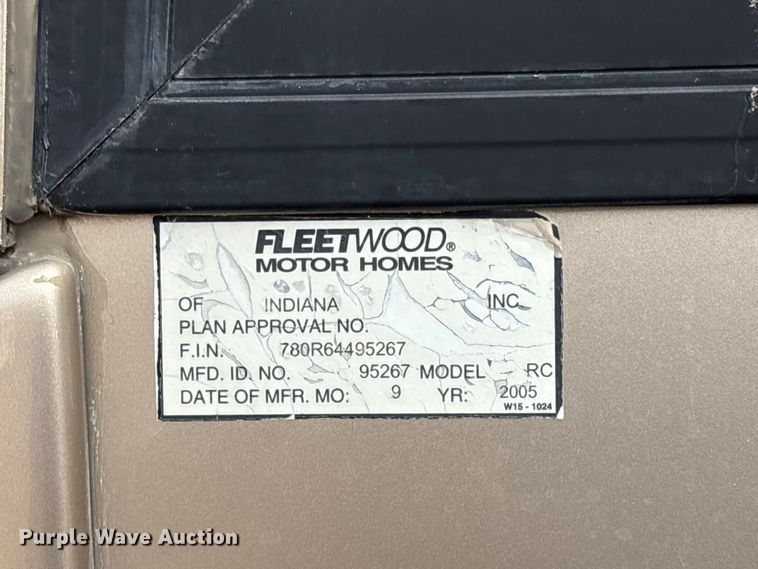 FLEETWOOD®
MOTOR HOMES
OF INDIANA INC.
PLAN APPROVAL NO.
F.I.N. 780R64495267
MFD. ID. NO. 95267 MODEL RC
DATE OF MFR. MO: 9 YR: 2005
W15 - 1024
Purple Wave Auction